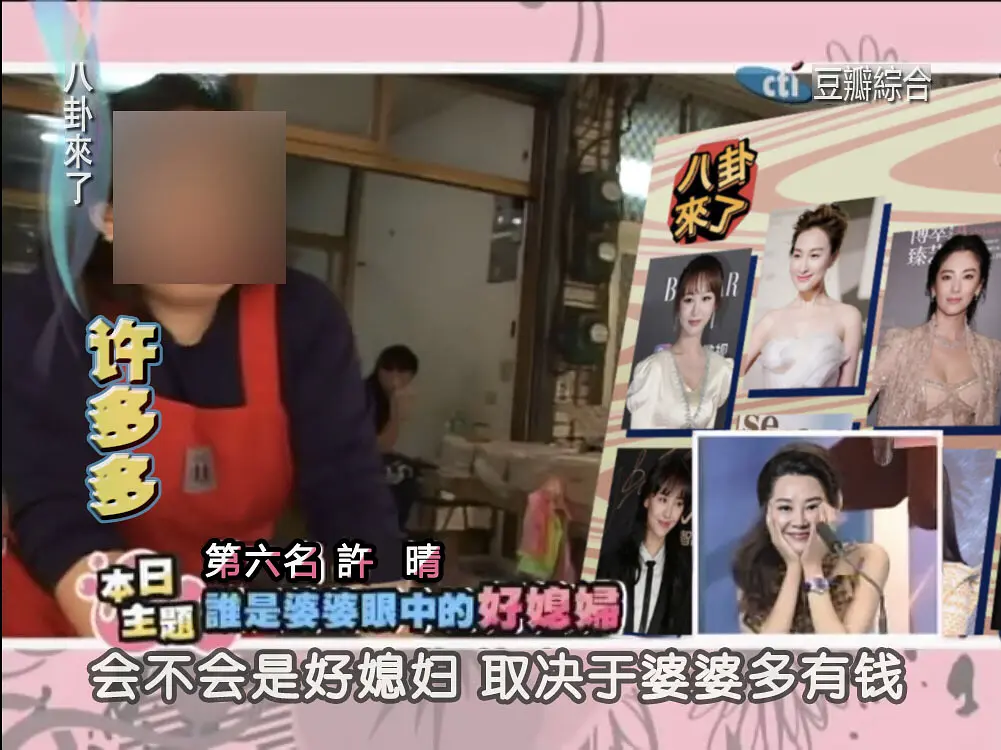 八卦來了
cti 豆瓣綜合
八卦
來了
许多多
第六名 許 晴
本日
主題
誰是婆婆眼中的好媳婦
会不会是好媳妇 取决于婆婆多有钱